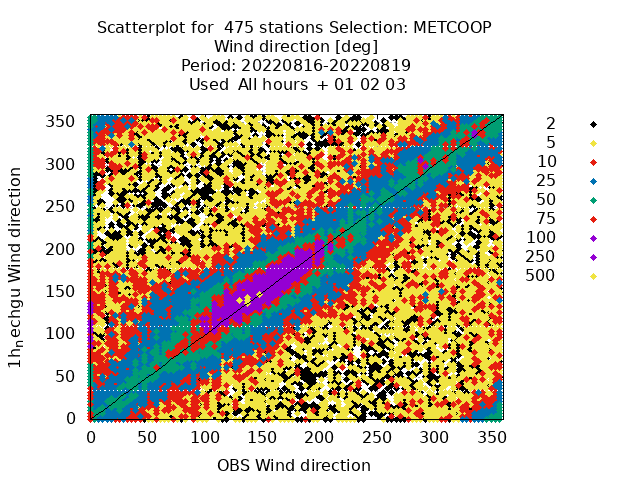 Scatterplot for  475 stations Selection: METCOOP
Wind direction [deg]
Period: 20220816-20220819
Used  All hours  + 01 02 03
1hnechgu Wind direction
350
300
250
200
150
100
50
0
0 50 100 150 200 250 300 350
OBS Wind direction
2
5
10
25
50
75
100
250
500